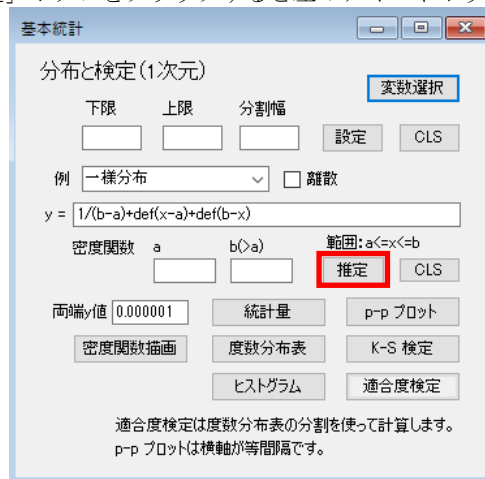 基本統計
分布と検定(1次元)
変数選択
下限 上限 分割幅
設定 CLS
例 一様分布 離散
y = 1/(b-a)+def(x-a)+def(b-x)
密度関数 a b(>a) 範囲:a<=x<=b
推定 CLS
両端y値 0.000001 統計量 p-p プロット
密度関数描画 度数分布表 K-S 検定
ヒストグラム 適合度検定
適合度検定は度数分布表の分割を使って計算します。
p-p プロットは横軸が等間隔です。